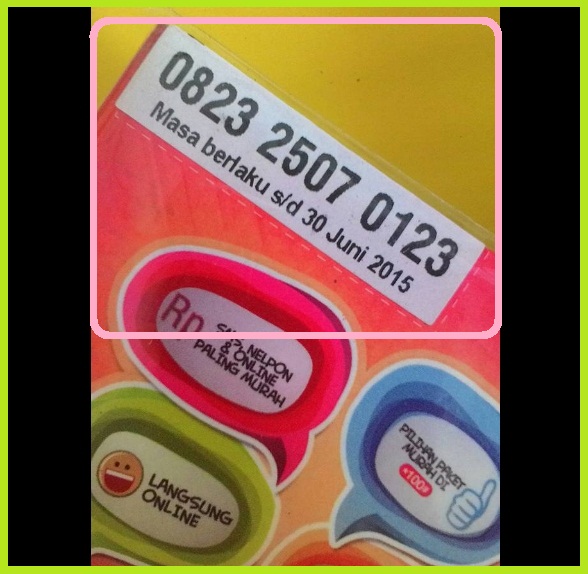 0823 2507 0123
Masa berlaku s/d 30 Juni 2015
Rp
NELPON
& ONLINE
PALING MURAH
PILIHAN PAKET
MURAH DI
*100#
LANGSUNG
ONLINE